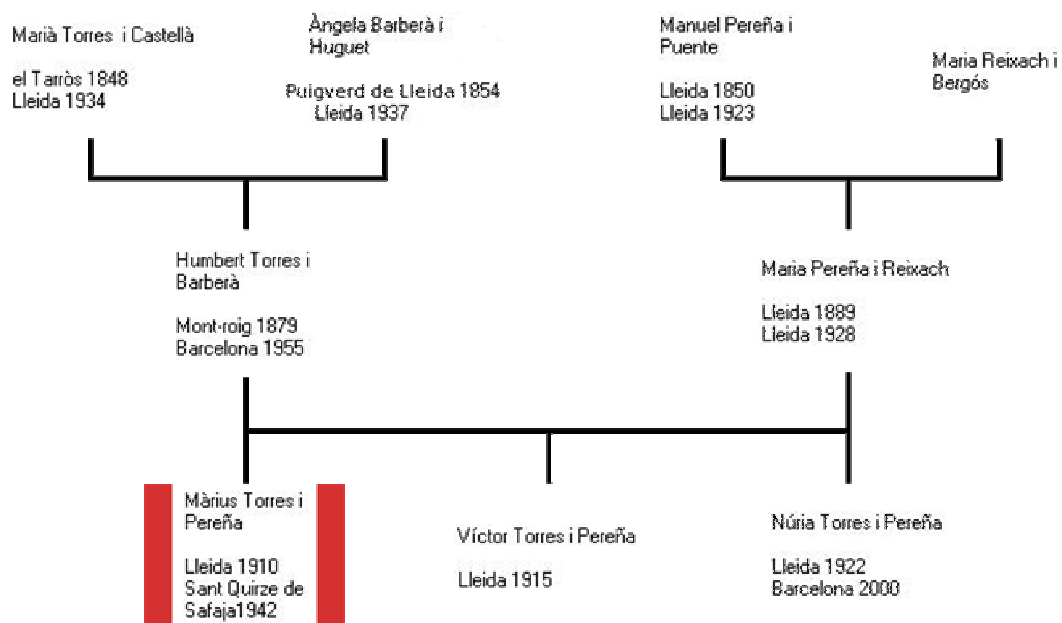 Marià Torres i Castellà
el Tarròs 1848
Lleida 1934
Àngela Barberà i
Huguet
Puigverd de Lleida 1854
Lleida 1937
Manuel Pereña i
Puente
Lleida 1850
Lleida 1923
Maria Reixach i
Bergós
Humbert Torres i
Barberà
Mont-roig 1879
Barcelona 1955
Maria Pereña i Reixach
Lleida 1889
Lleida 1928
Màrius Torres i
Pereña
Lleida 1910
Sant Quirze de
Safaja1942
Víctor Torres i Pereña
Lleida 1915
Núria Torres i Pereña
Lleida 1922
Barcelona 2000